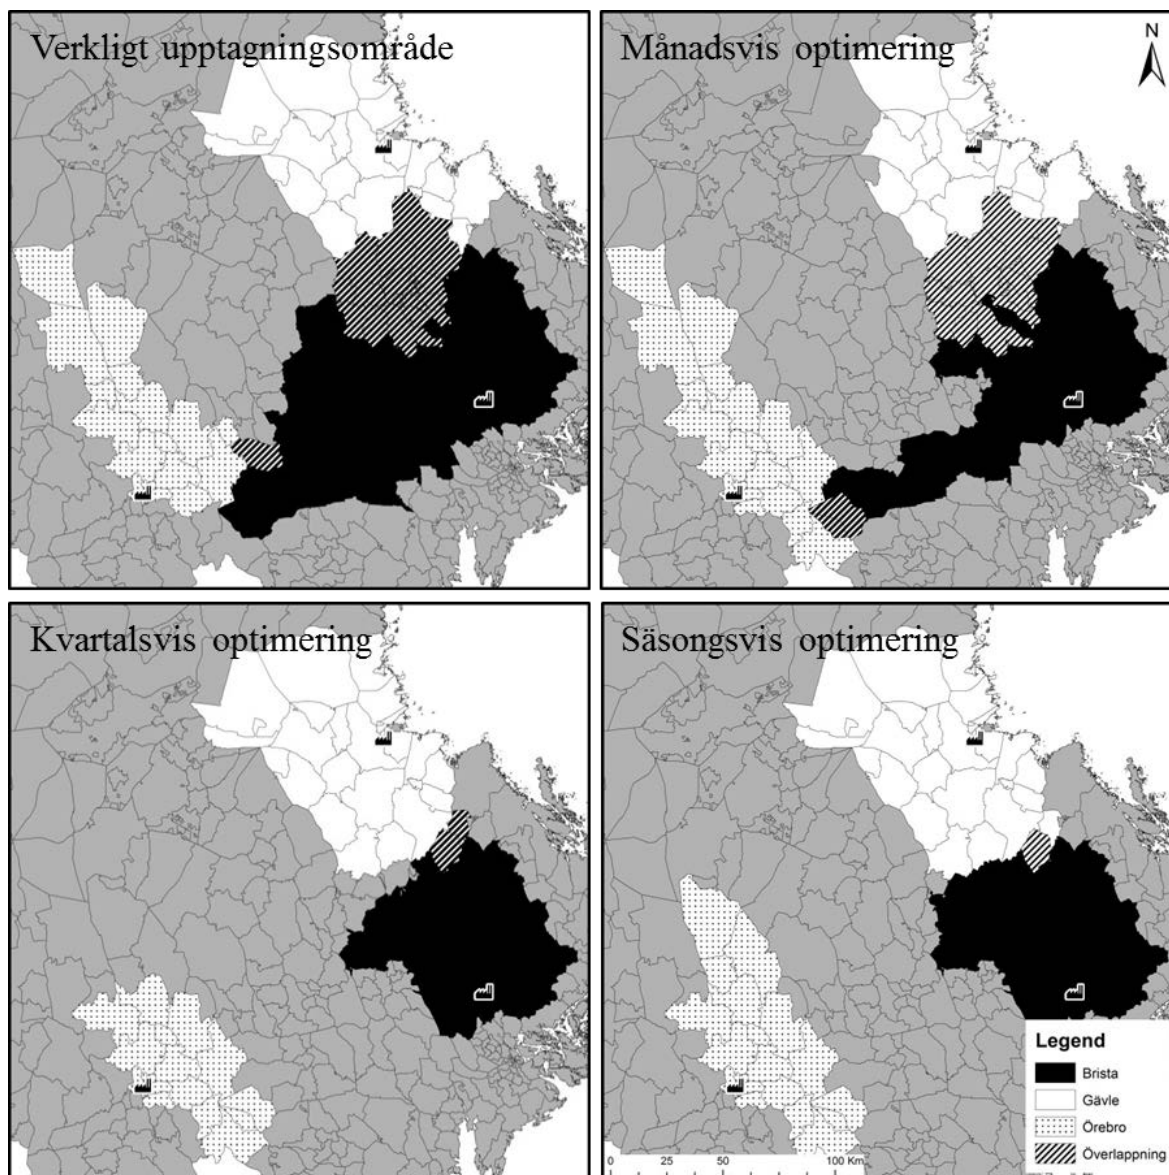 Verkligt upptagningsområde
Månadsvis optimering
N
Kvartalsvis optimering
Säsongsvis optimering
Legend
Brista
Gävle
Örebro
Överlappning
0 25 50 100 Km